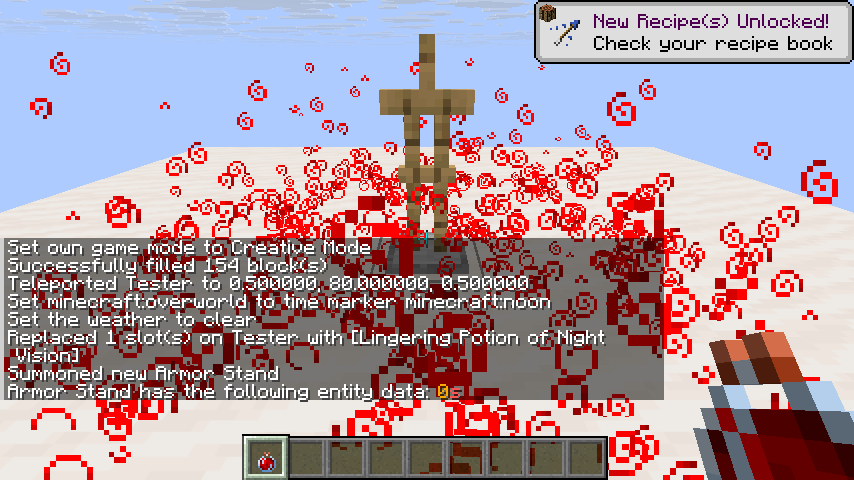 New Recipe(s) Unlocked!
Check your recipe book
Set own game mode to Creative Mode
Successfully filled 154 block(s)
Teleported Tester to 0.500000, 80.000000, 0.500000
Set minecraft:overworld to time marker minecraft:noon
Set the weather to clear
Replaced 1 slot(s) on Tester with [Lingering Potion of Night
Vision]
Summoned new Armor Stand
Armor Stand has the following entity data: 0s